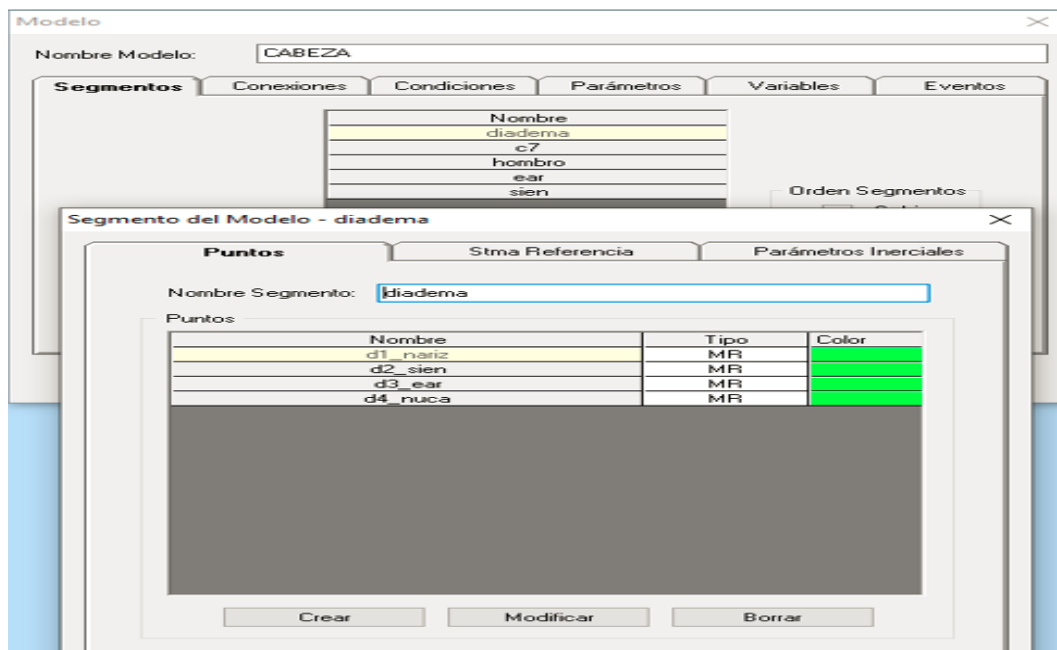 Modelo
Nombre Modelo: CABEZA
Segmentos Conexiones Condiciones Parámetros Variables Eventos
Nombre
diadema
c7
hombro
ear
sien
Orden Segmentos
Segmento del Modelo - diadema
Puntos Stma Referencia Parámetros Inerciales
Nombre Segmento: diadema
Puntos
Nombre Tipo Color
d1_nariz MR
d2_sien MR
d3_ear MR
d4_nuca MR
Crear Modificar Borrar